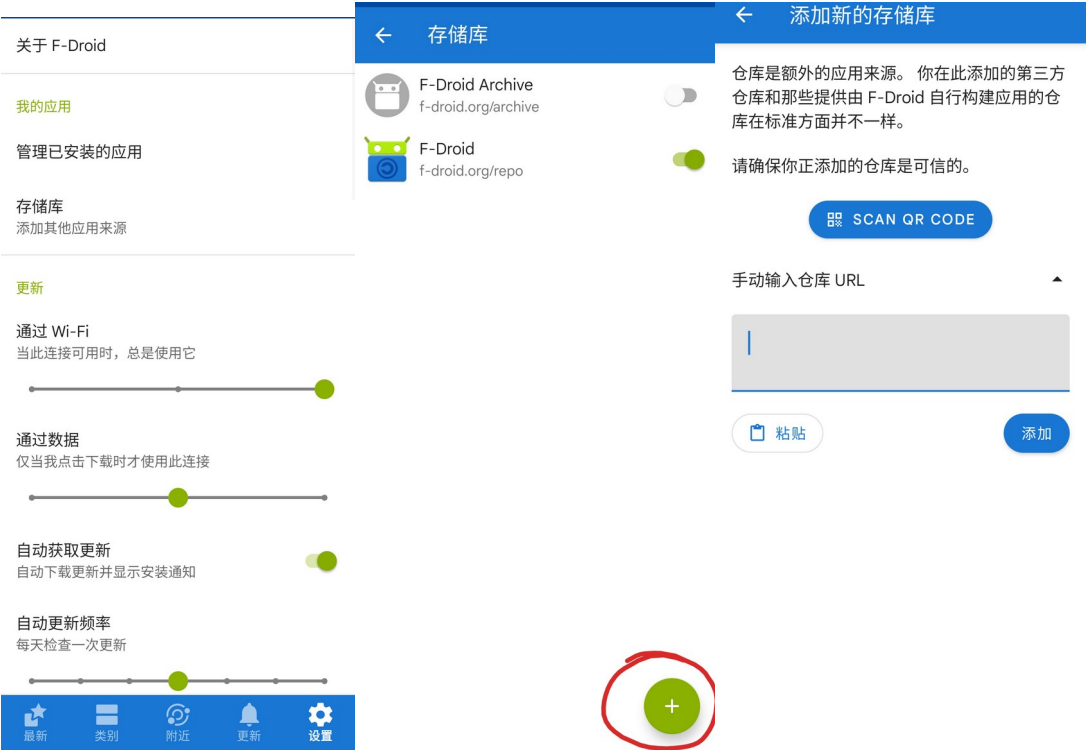 关于 F-Droid
我的应用
管理已安装的应用
存储库
添加其他应用来源
更新
通过 Wi-Fi
当此连接可用时，总是使用它
通过数据
仅当我点击下载时才使用此连接
自动获取更新
自动下载更新并显示安装通知
自动更新频率
每天检查一次更新
最新
类别
附近
更新
设置
存储库
F-Droid Archive
f-droid.org/archive
F-Droid
f-droid.org/repo
添加新的存储库
仓库是额外的应用来源。 你在此添加的第三方
仓库和那些提供由 F-Droid 自行构建应用的仓
库在标准方面并不一样。
请确保你正添加的仓库是可信的。
SCAN QR CODE
手动输入仓库 URL
粘贴
添加